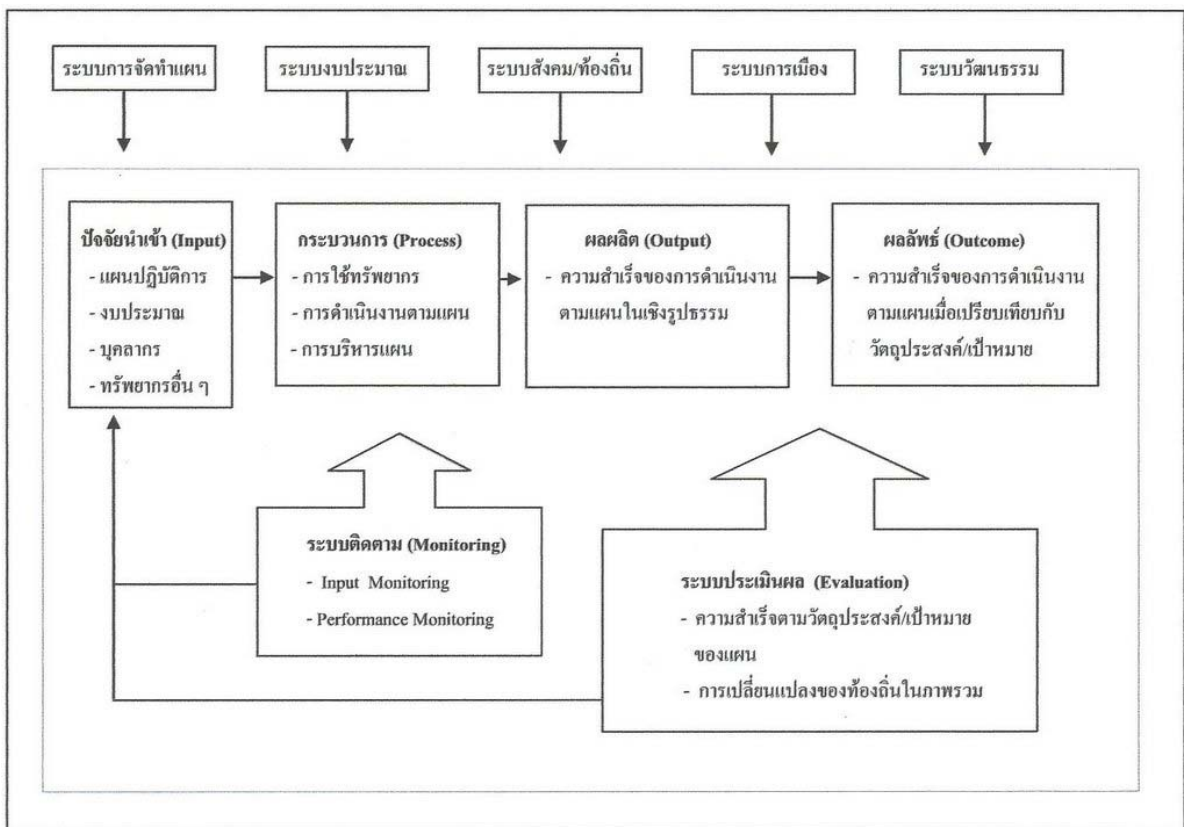 ระบบการจัดทำแผน
ระบบงบประมาณ
ระบบสังคม/ท้องถิ่น
ระบบการเมือง
ระบบวัฒนธรรม
ปัจจัยนำเข้า (Input)
- แผนปฏิบัติการ
- งบประมาณ
- บุคลากร
- ทรัพยากรอื่น ๆ
กระบวนการ (Process)
- การใช้ทรัพยากร
- การดำเนินงานตามแผน
- การบริหารแผน
ผลผลิต (Output)
- ความสำเร็จของการดำเนินงาน
ตามแผนในเชิงรูปธรรม
ผลลัพธ์ (Outcome)
- ความสำเร็จของการดำเนินงาน
ตามแผนเมื่อเปรียบเทียบกับ
วัตถุประสงค์/เป้าหมาย
ระบบติดตาม (Monitoring)
- Input Monitoring
- Performance Monitoring
ระบบประเมินผล (Evaluation)
- ความสำเร็จตามวัตถุประสงค์/เป้าหมาย
ของแผน
- การเปลี่ยนแปลงของท้องถิ่นในภาพรวม